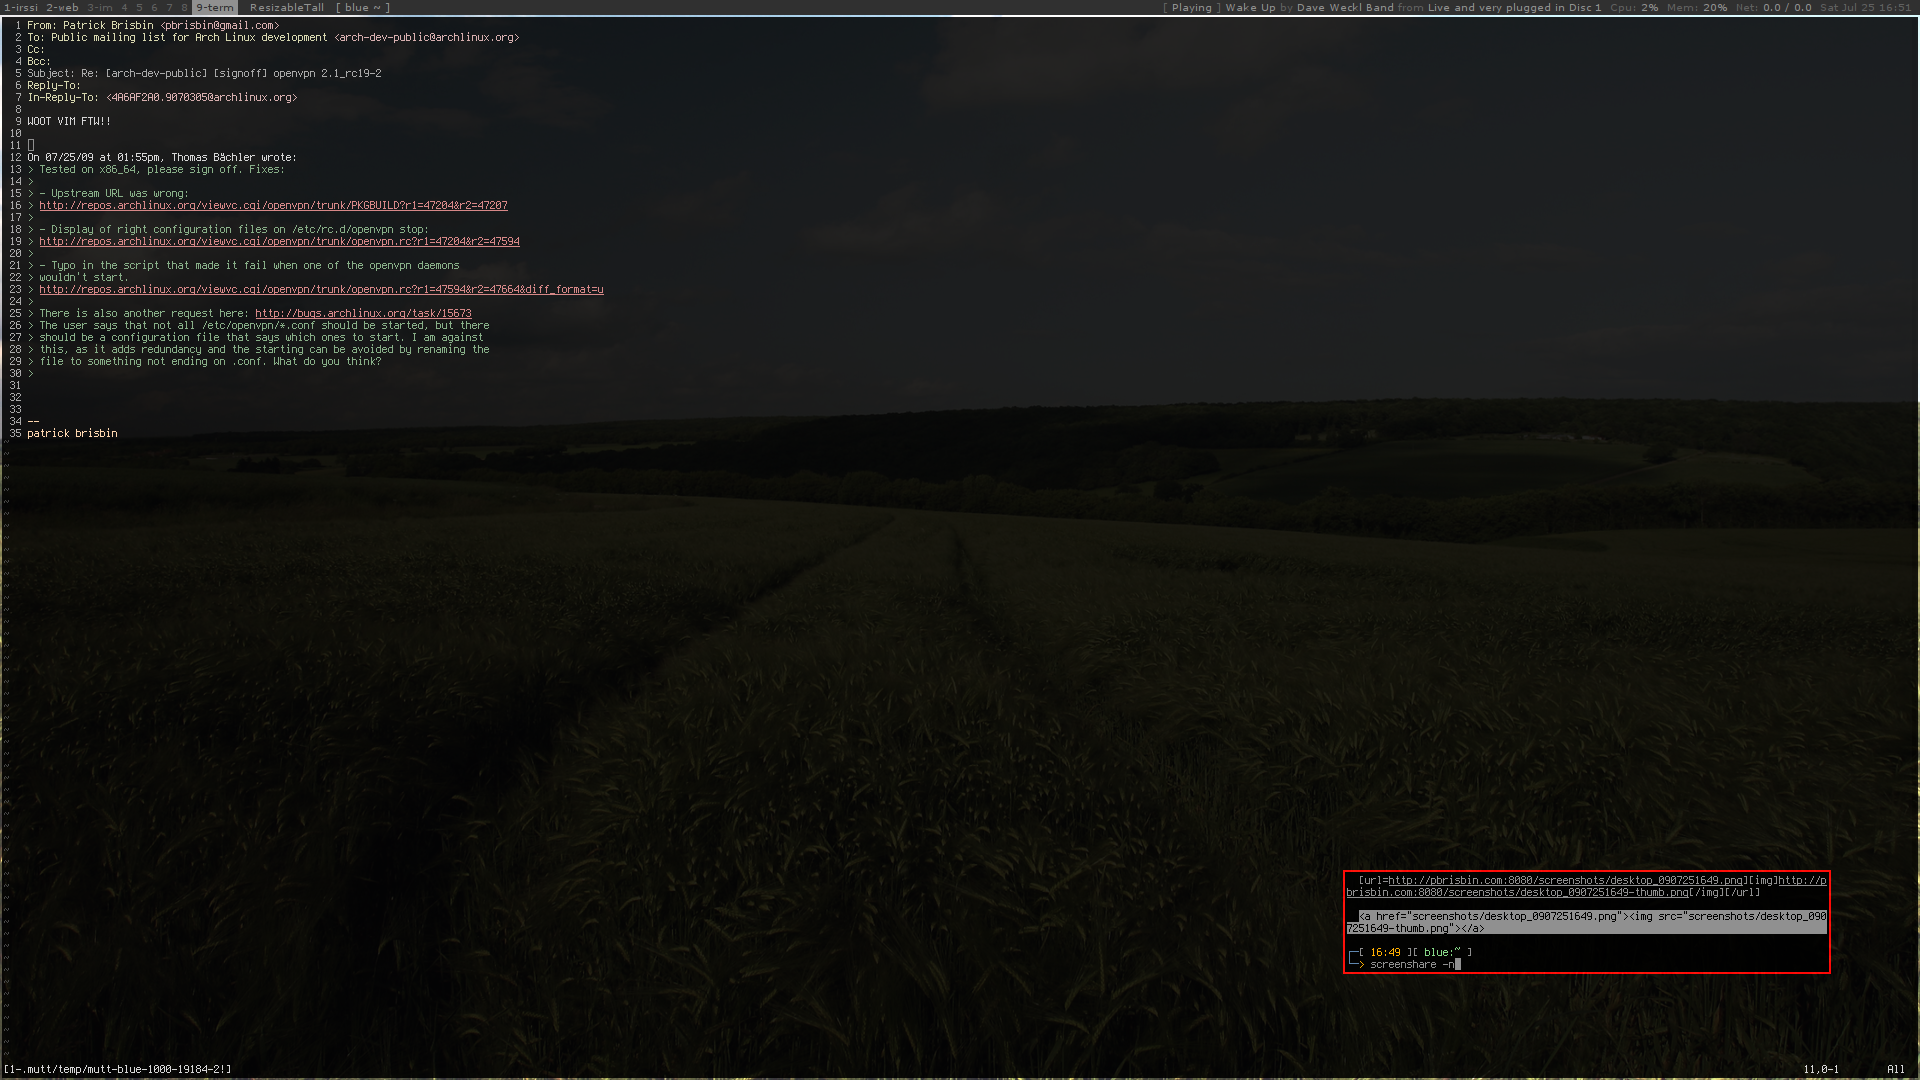 1-irssi 2-web 3-im 4 5 6 7 8 9-term ResizableTall [ blue ~ ] [ Playing ] Wake Up by Dave Weckl Band from Live and very plugged in Disc 1 Cpu: 2% Mem: 20% Net: 0.0 / 0.0 Sat Jul 25 16:51
1 From: Patrick Brisbin <pbrisbin@gmail.com>
2 To: Public mailing list for Arch Linux development <arch-dev-public@archlinux.org>
3 Cc:
4 Bcc:
5 Subject: Re: [arch-dev-public] [signoff] openvpn 2.1_rc19-2
6 Reply-To:
7 In-Reply-To: <4A6AF2A0.9070305@archlinux.org>
8
9 WOOT VIM FTW!!
10
11
12 On 07/25/09 at 01:55pm, Thomas Bächler wrote:
13 > Tested on x86_64, please sign off. Fixes:
14 >
15 > - Upstream URL was wrong:
16 > http://repos.archlinux.org/viewvc.cgi/openvpn/trunk/PKGBUILD?r1=47204&r2=47207
17 >
18 > - Display of right configuration files on /etc/rc.d/openvpn stop:
19 > http://repos.archlinux.org/viewvc.cgi/openvpn/trunk/openvpn.rc?r1=47204&r2=47594
20 >
21 > - Typo in the script that made it fail when one of the openvpn daemons
22 > wouldn't start.
23 > http://repos.archlinux.org/viewvc.cgi/openvpn/trunk/openvpn.rc?r1=47594&r2=47664&diff_format=u
24 >
25 > There is also another request here: http://bugs.archlinux.org/task/15673
26 > The user says that not all /etc/openvpn/*.conf should be started, but there
27 > should be a configuration file that says which ones to start. I am against
28 > this, as it adds redundancy and the starting can be avoided by renaming the
29 > file to something not ending on .conf. What do you think?
30 >
31
32
33
34 --
35 patrick brisbin
[url=http://pbrisbin.com:8080/screenshots/desktop_0907251649.png][img]http://p
brisbin.com:8080/screenshots/desktop_0907251649-thumb.png[/img][/url]
<a href="screenshots/desktop_0907251649.png"><img src="screenshots/desktop_090
7251649-thumb.png"></a>
┌─[ 16:49 ][ blue:~ ]
└─> screenshare -n
[1-.mutt/temp/mutt-blue-1000-19184-2!] 11,0-1 All